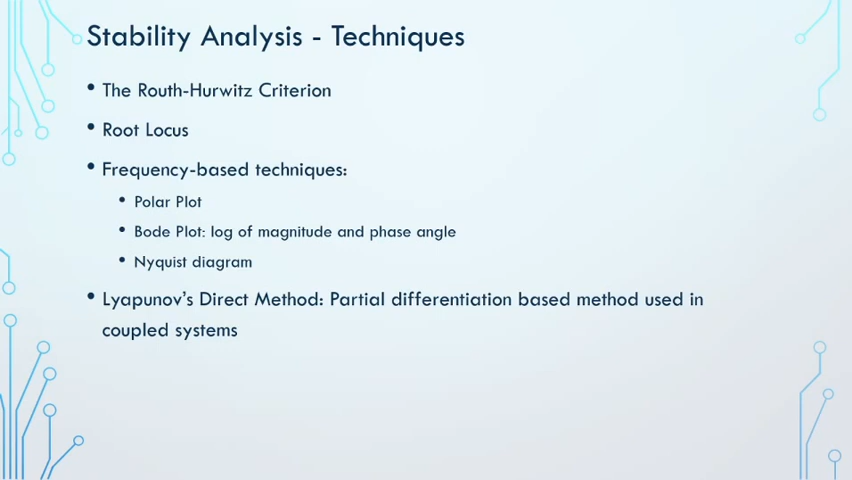 Stability Analysis - Techniques
• The Routh-Hurwitz Criterion
• Root Locus
• Frequency-based techniques:
• Polar Plot
• Bode Plot: log of magnitude and phase angle
• Nyquist diagram
• Lyapunov's Direct Method: Partial differentiation based method used in
coupled systems